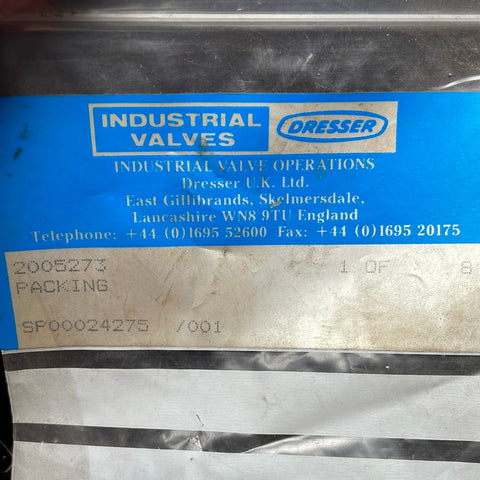 INDUSTRIAL
VALVES
DRESSER
INDUSTRIAL VALVE OPERATIONS
Dresser U.K. Ltd.
East Gillibrands, Skelmersdale,
Lancashire WN8 9TU England
Telephone: +44 (0)1695 52600 Fax: +44 (0)1695 20175
2005273 1 OF 8
PACKING
SP00024275 /001